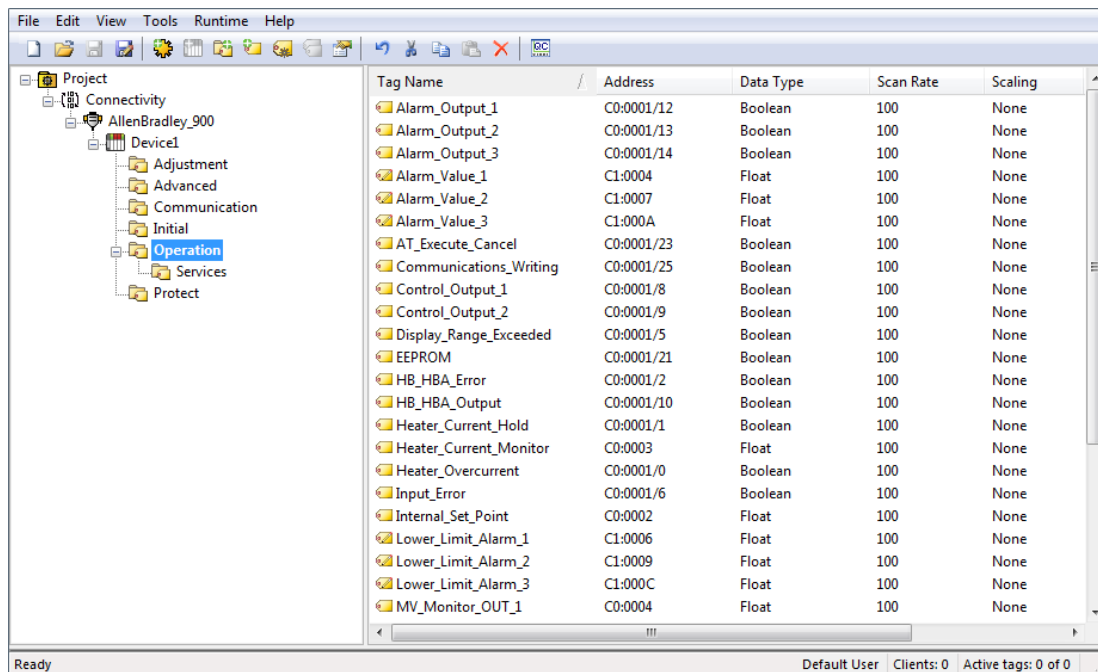 File Edit View Tools Runtime Help
QC
Project
Connectivity
AllenBradley_900
Device1
Adjustment
Advanced
Communication
Initial
Operation
Services
Protect
Tag Name / Address Data Type Scan Rate Scaling
Alarm_Output_1 C0:0001/12 Boolean 100 None
Alarm_Output_2 C0:0001/13 Boolean 100 None
Alarm_Output_3 C0:0001/14 Boolean 100 None
Alarm_Value_1 C1:0004 Float 100 None
Alarm_Value_2 C1:0007 Float 100 None
Alarm_Value_3 C1:000A Float 100 None
AT_Execute_Cancel C0:0001/23 Boolean 100 None
Communications_Writing C0:0001/25 Boolean 100 None
Control_Output_1 C0:0001/8 Boolean 100 None
Control_Output_2 C0:0001/9 Boolean 100 None
Display_Range_Exceeded C0:0001/5 Boolean 100 None
EEPROM C0:0001/21 Boolean 100 None
HB_HBA_Error C0:0001/2 Boolean 100 None
HB_HBA_Output C0:0001/10 Boolean 100 None
Heater_Current_Hold C0:0001/1 Boolean 100 None
Heater_Current_Monitor C0:0003 Float 100 None
Heater_Overcurrent C0:0001/0 Boolean 100 None
Input_Error C0:0001/6 Boolean 100 None
Internal_Set_Point C0:0002 Float 100 None
Lower_Limit_Alarm_1 C1:0006 Float 100 None
Lower_Limit_Alarm_2 C1:0009 Float 100 None
Lower_Limit_Alarm_3 C1:000C Float 100 None
MV_Monitor_OUT_1 C0:0004 Float 100 None
Ready Default User Clients: 0 Active tags: 0 of 0